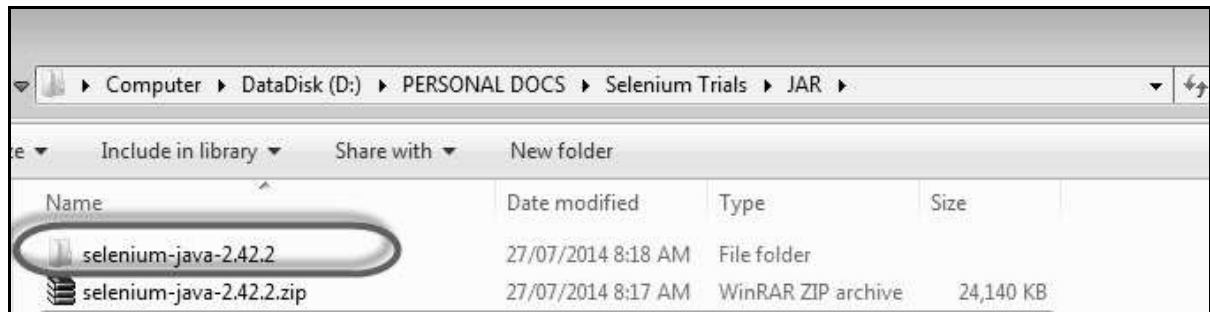 Computer DataDisk (D:) PERSONAL DOCS Selenium Trials JAR
Include in library Share with New folder
Name Date modified Type Size
selenium-java-2.42.2 27/07/2014 8:18 AM File folder
selenium-java-2.42.2.zip 27/07/2014 8:17 AM WinRAR ZIP archive 24,140 KB